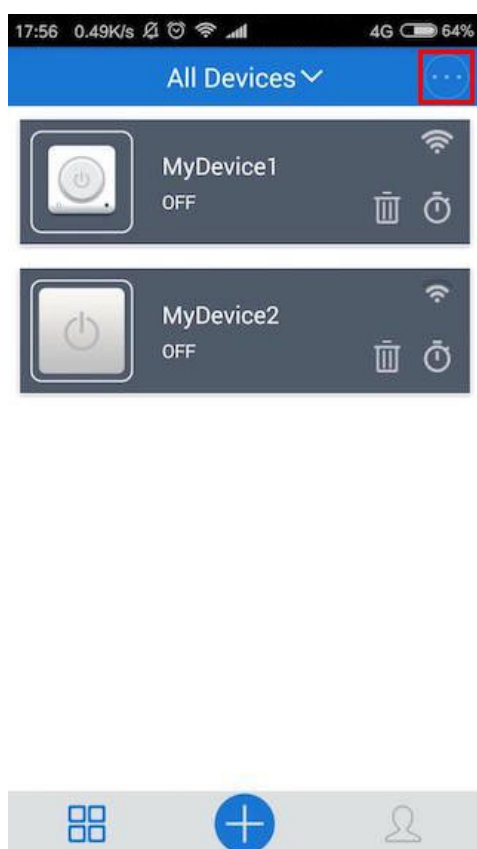 17:56 0.49K/s 4G 64%
All Devices
MyDevice1
OFF
MyDevice2
OFF